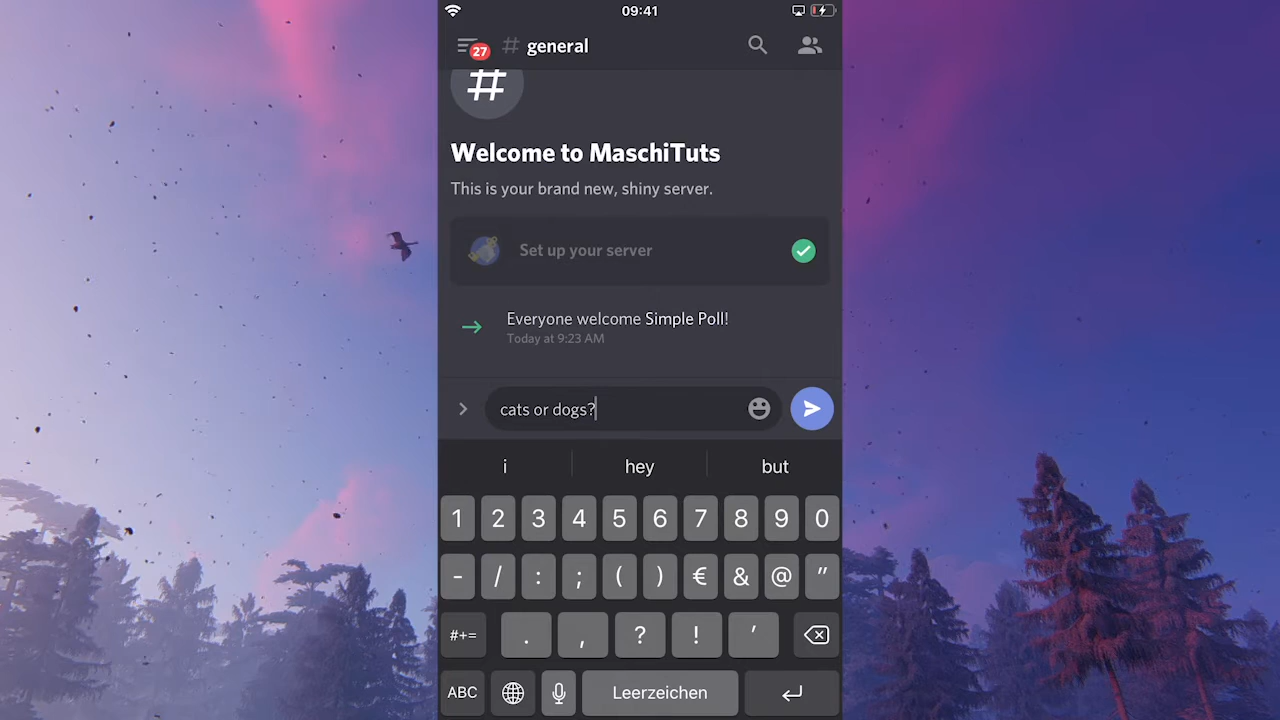 09:41
27
# general
#
Welcome to MaschiTuts
This is your brand new, shiny server.
Set up your server
Everyone welcome Simple Poll!
Today at 9:23 AM
cats or dogs?
i hey but
1 2 3 4 5 6 7 8 9 0
- / : ; ( ) € & @ "
#+= . , ? ! '
ABC Leerzeichen